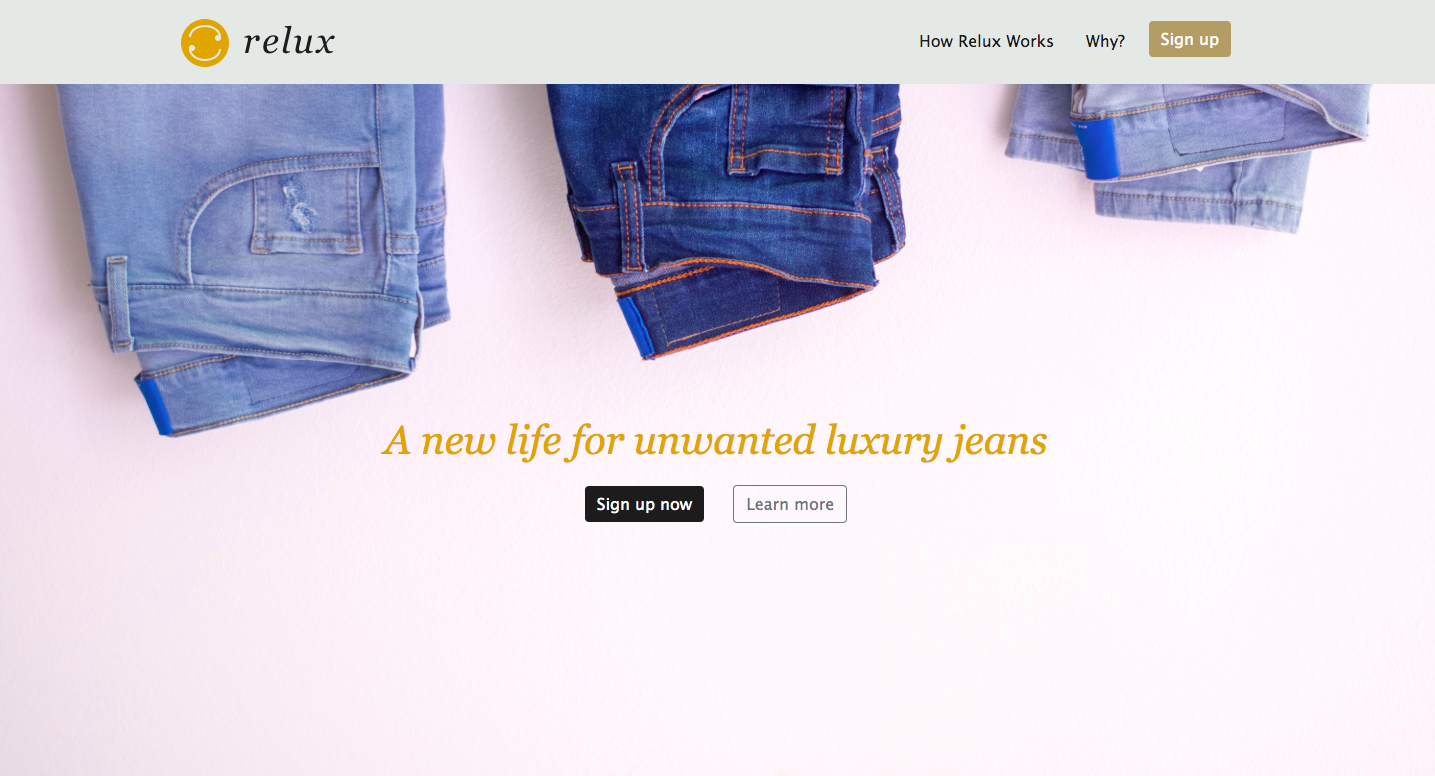 relux
How Relux Works
Why?
Sign up
A new life for unwanted luxury jeans
Sign up now
Learn more